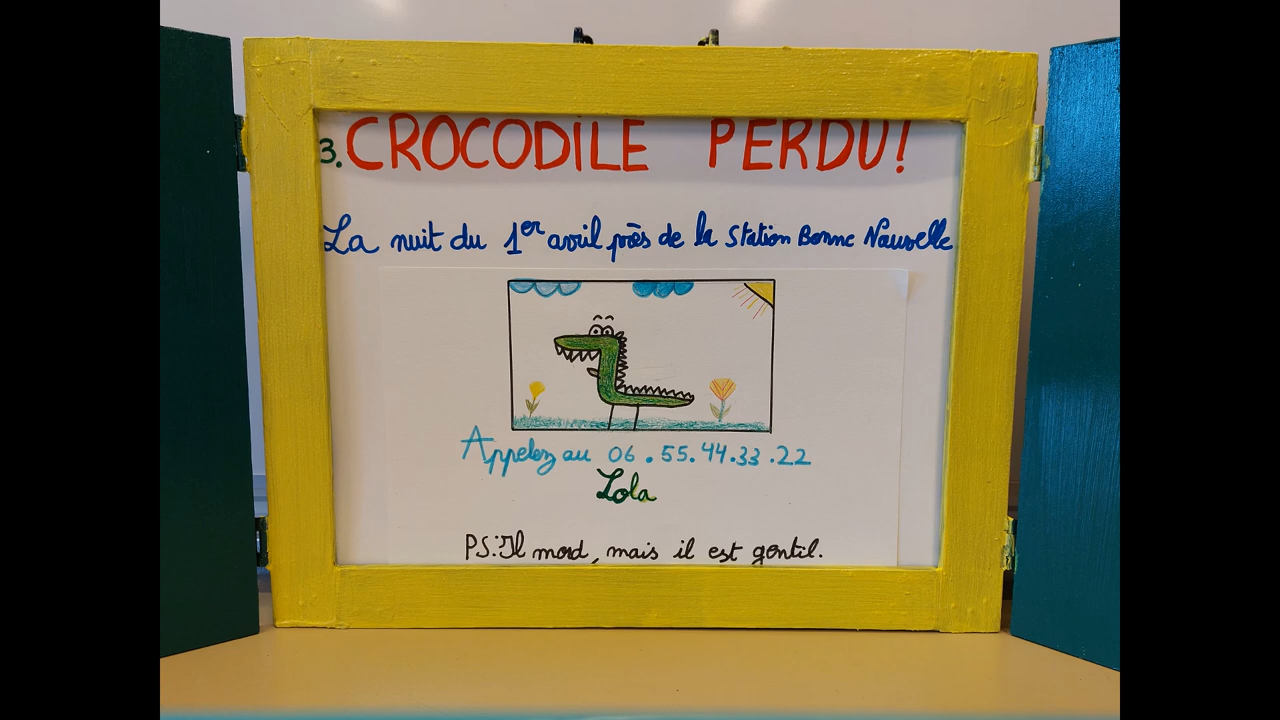 3. CROCODILE PERDU!
La nuit du 1er avril près de la Station Bonne Nouvelle
Appelez au 06.55.44.33.22
Lola
PS: Il mord, mais il est gentil.